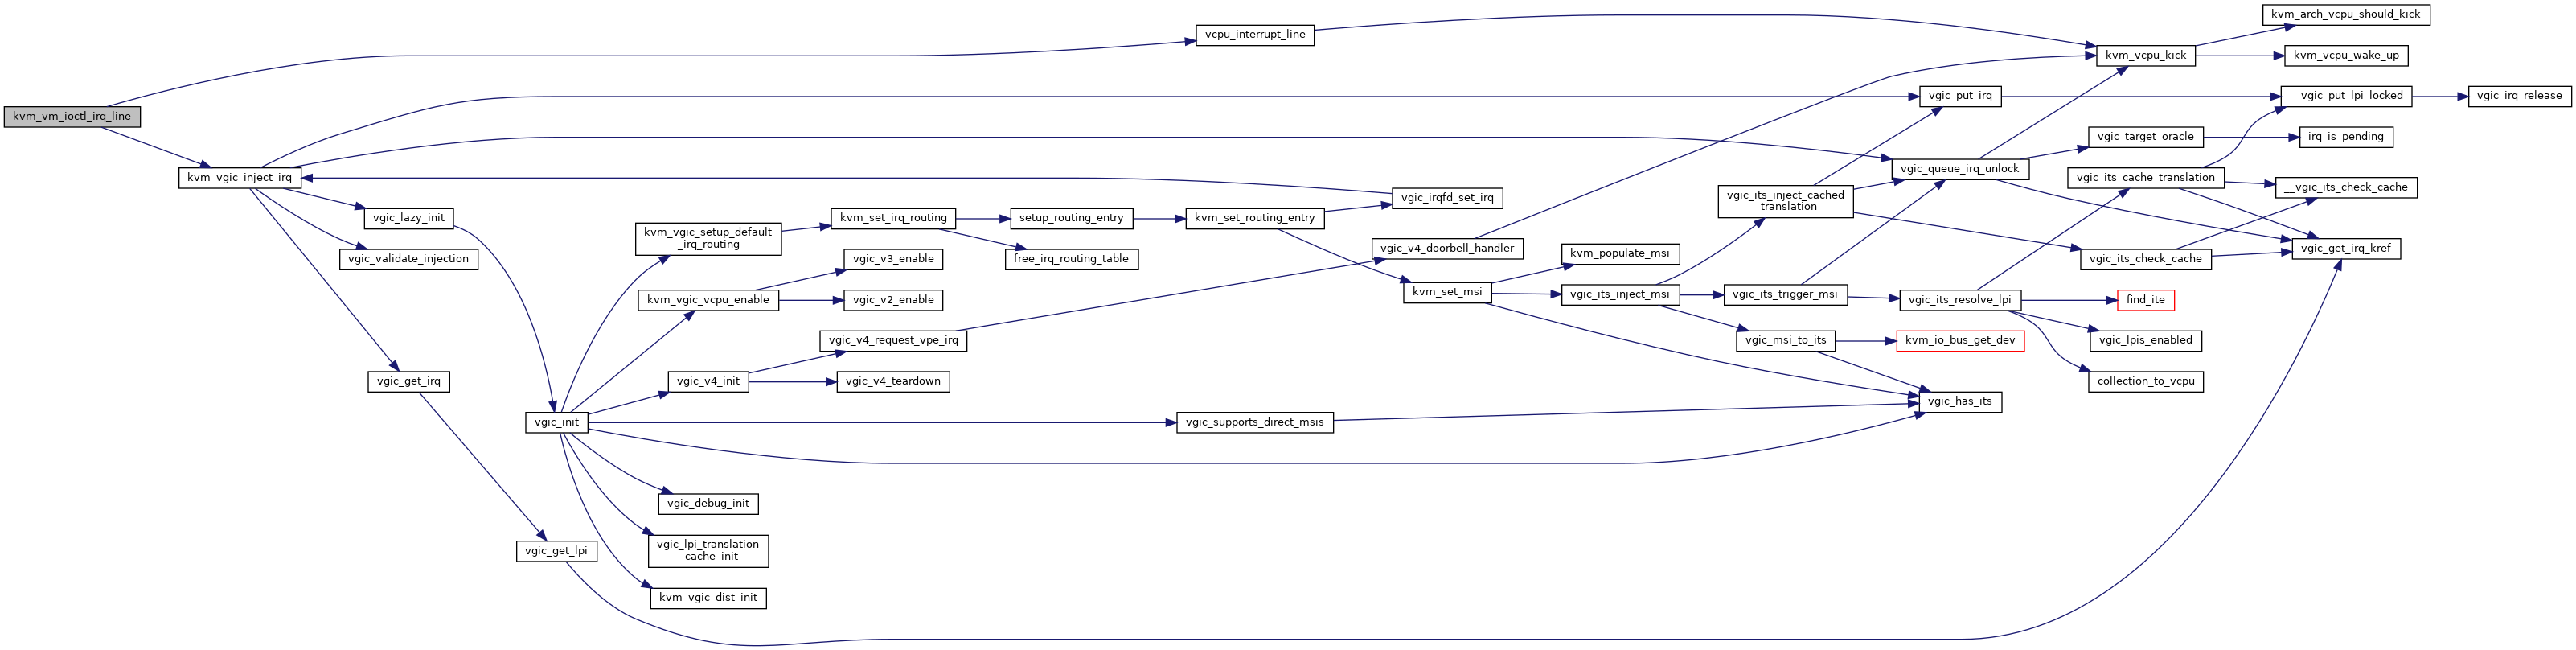 kvm_arch_vcpu_should_kick
vcpu_interrupt_line
kvm_vcpu_kick
kvm_vcpu_wake_up
kvm_vm_ioctl_irq_line
vgic_put_irq
__vgic_put_lpi_locked
vgic_irq_release
vgic_target_oracle
irq_is_pending
kvm_vgic_inject_irq
vgic_queue_irq_unlock
vgic_its_cache_translation
__vgic_its_check_cache
vgic_irqfd_set_irq
vgic_its_inject_cached
_translation
vgic_lazy_init
kvm_vgic_setup_default
_irq_routing
kvm_set_irq_routing
setup_routing_entry
kvm_set_routing_entry
vgic_validate_injection
vgic_v3_enable
free_irq_routing_table
vgic_v4_doorbell_handler
kvm_populate_msi
vgic_its_check_cache
vgic_get_irq_kref
kvm_vgic_vcpu_enable
vgic_v2_enable
kvm_set_msi
vgic_its_inject_msi
vgic_its_trigger_msi
vgic_its_resolve_lpi
find_ite
vgic_v4_request_vpe_irq
vgic_msi_to_its
kvm_io_bus_get_dev
vgic_lpis_enabled
vgic_get_irq
vgic_v4_init
vgic_v4_teardown
collection_to_vcpu
vgic_init
vgic_supports_direct_msis
vgic_has_its
vgic_debug_init
vgic_get_lpi
vgic_lpi_translation
_cache_init
kvm_vgic_dist_init